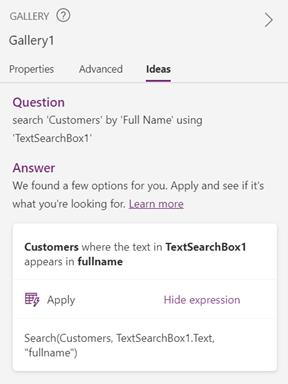 GALLERY ?
Gallery1
Properties Advanced Ideas
Question
search 'Customers' by 'Full Name' using
'TextSearchBox1'
Answer
We found a few options for you. Apply and see if it's
what you're looking for. Learn more
Customers where the text in TextSearchBox1
appears in fullname
Apply Hide expression
Search(Customers, TextSearchBox1.Text,
"fullname")